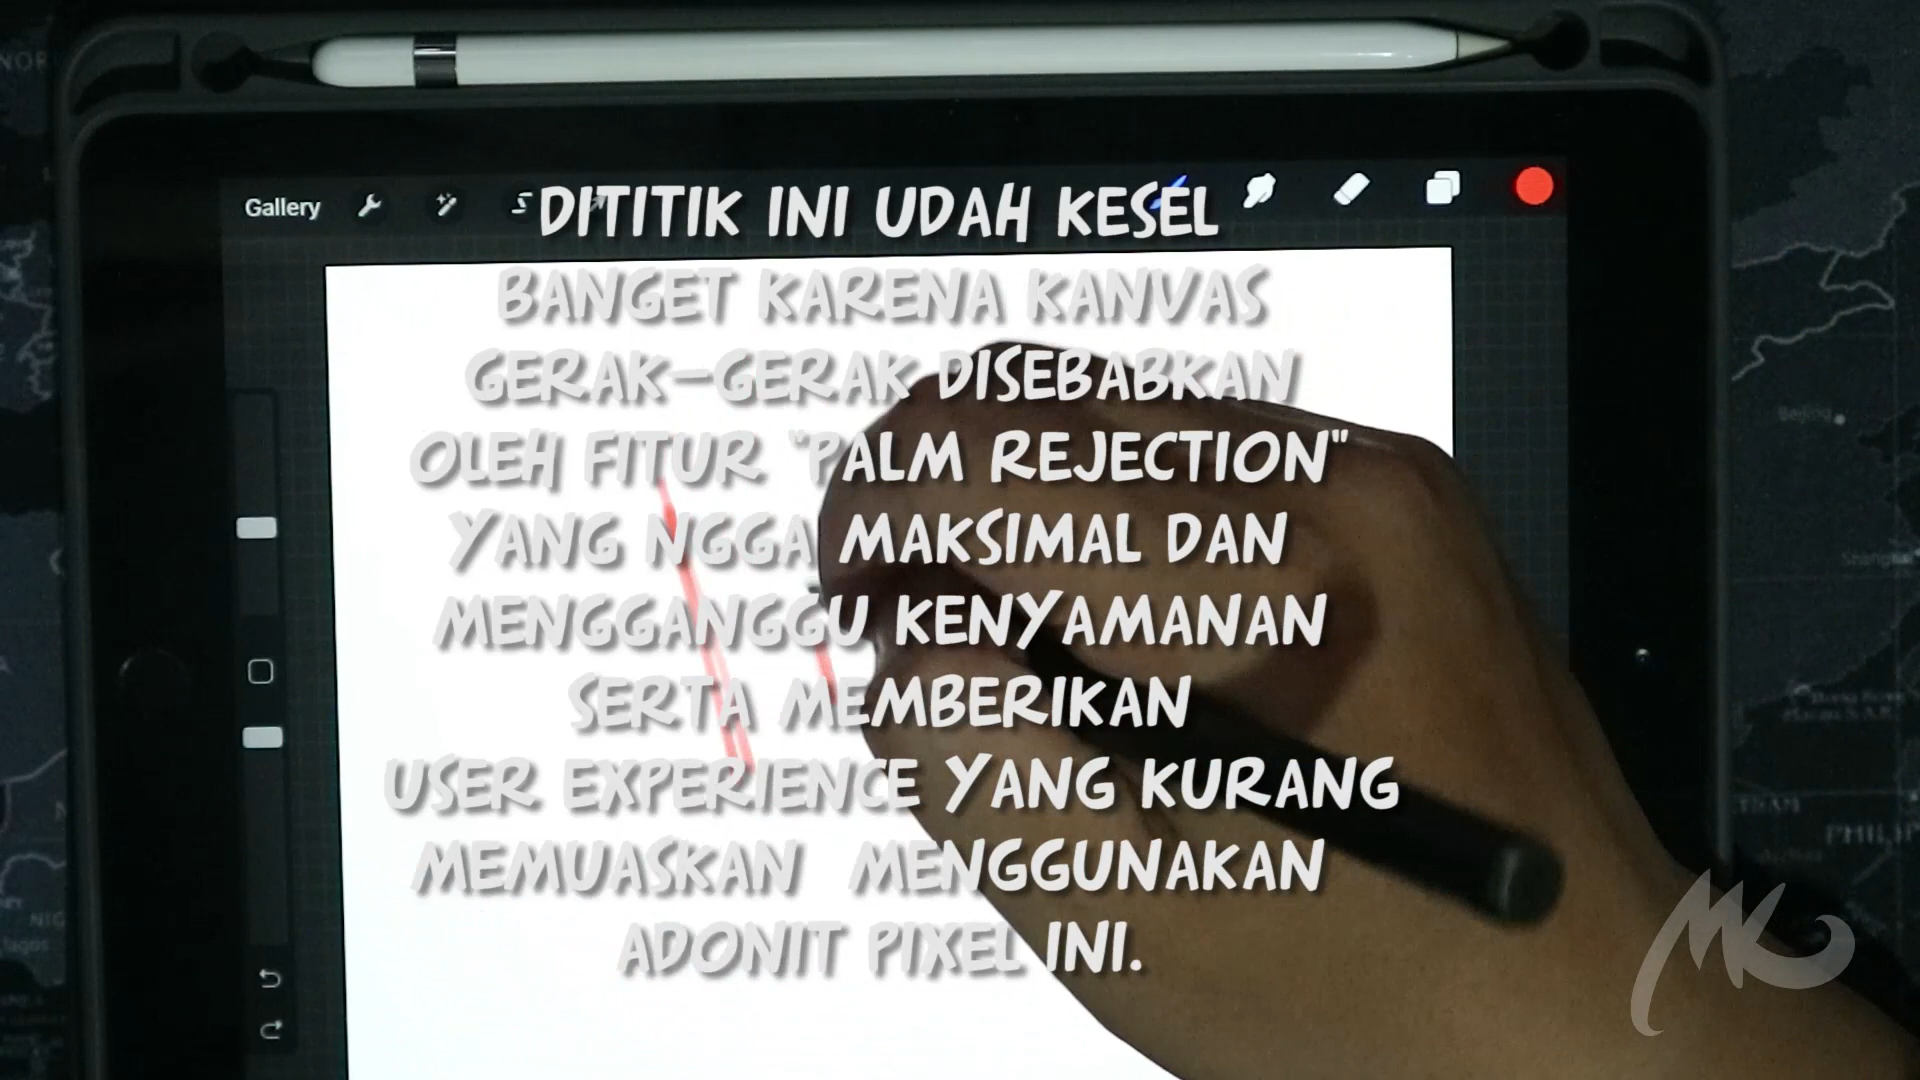 Gallery
DITITIK INI UDAH KESEL
BANGET KARENA KANVAS
GERAK-GERAK DISEBABKAN
OLEH FITUR "PALM REJECTION"
YANG NGGA MAKSIMAL DAN
MENGGANGGU KENYAMANAN
SERTA MEMBERIKAN
USER EXPERIENCE YANG KURANG
MEMUASKAN MENGGUNAKAN
ADONIT PIXEL INI.
MK